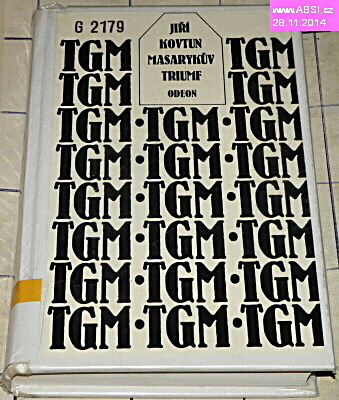 www.ABSI.cz
28.11.2014
G 2179
JIŘÍ
KOVTUN
MASARYKŮV
TRIUMF
ODEON
TGM TGM
TGM TGM
TGM·TGM·TGM
TGM·TGM·TGM
TGM·TGM·TGM
TGM·TGM·TGM
TGM·TGM·TGM
TGM·TGM·TGM